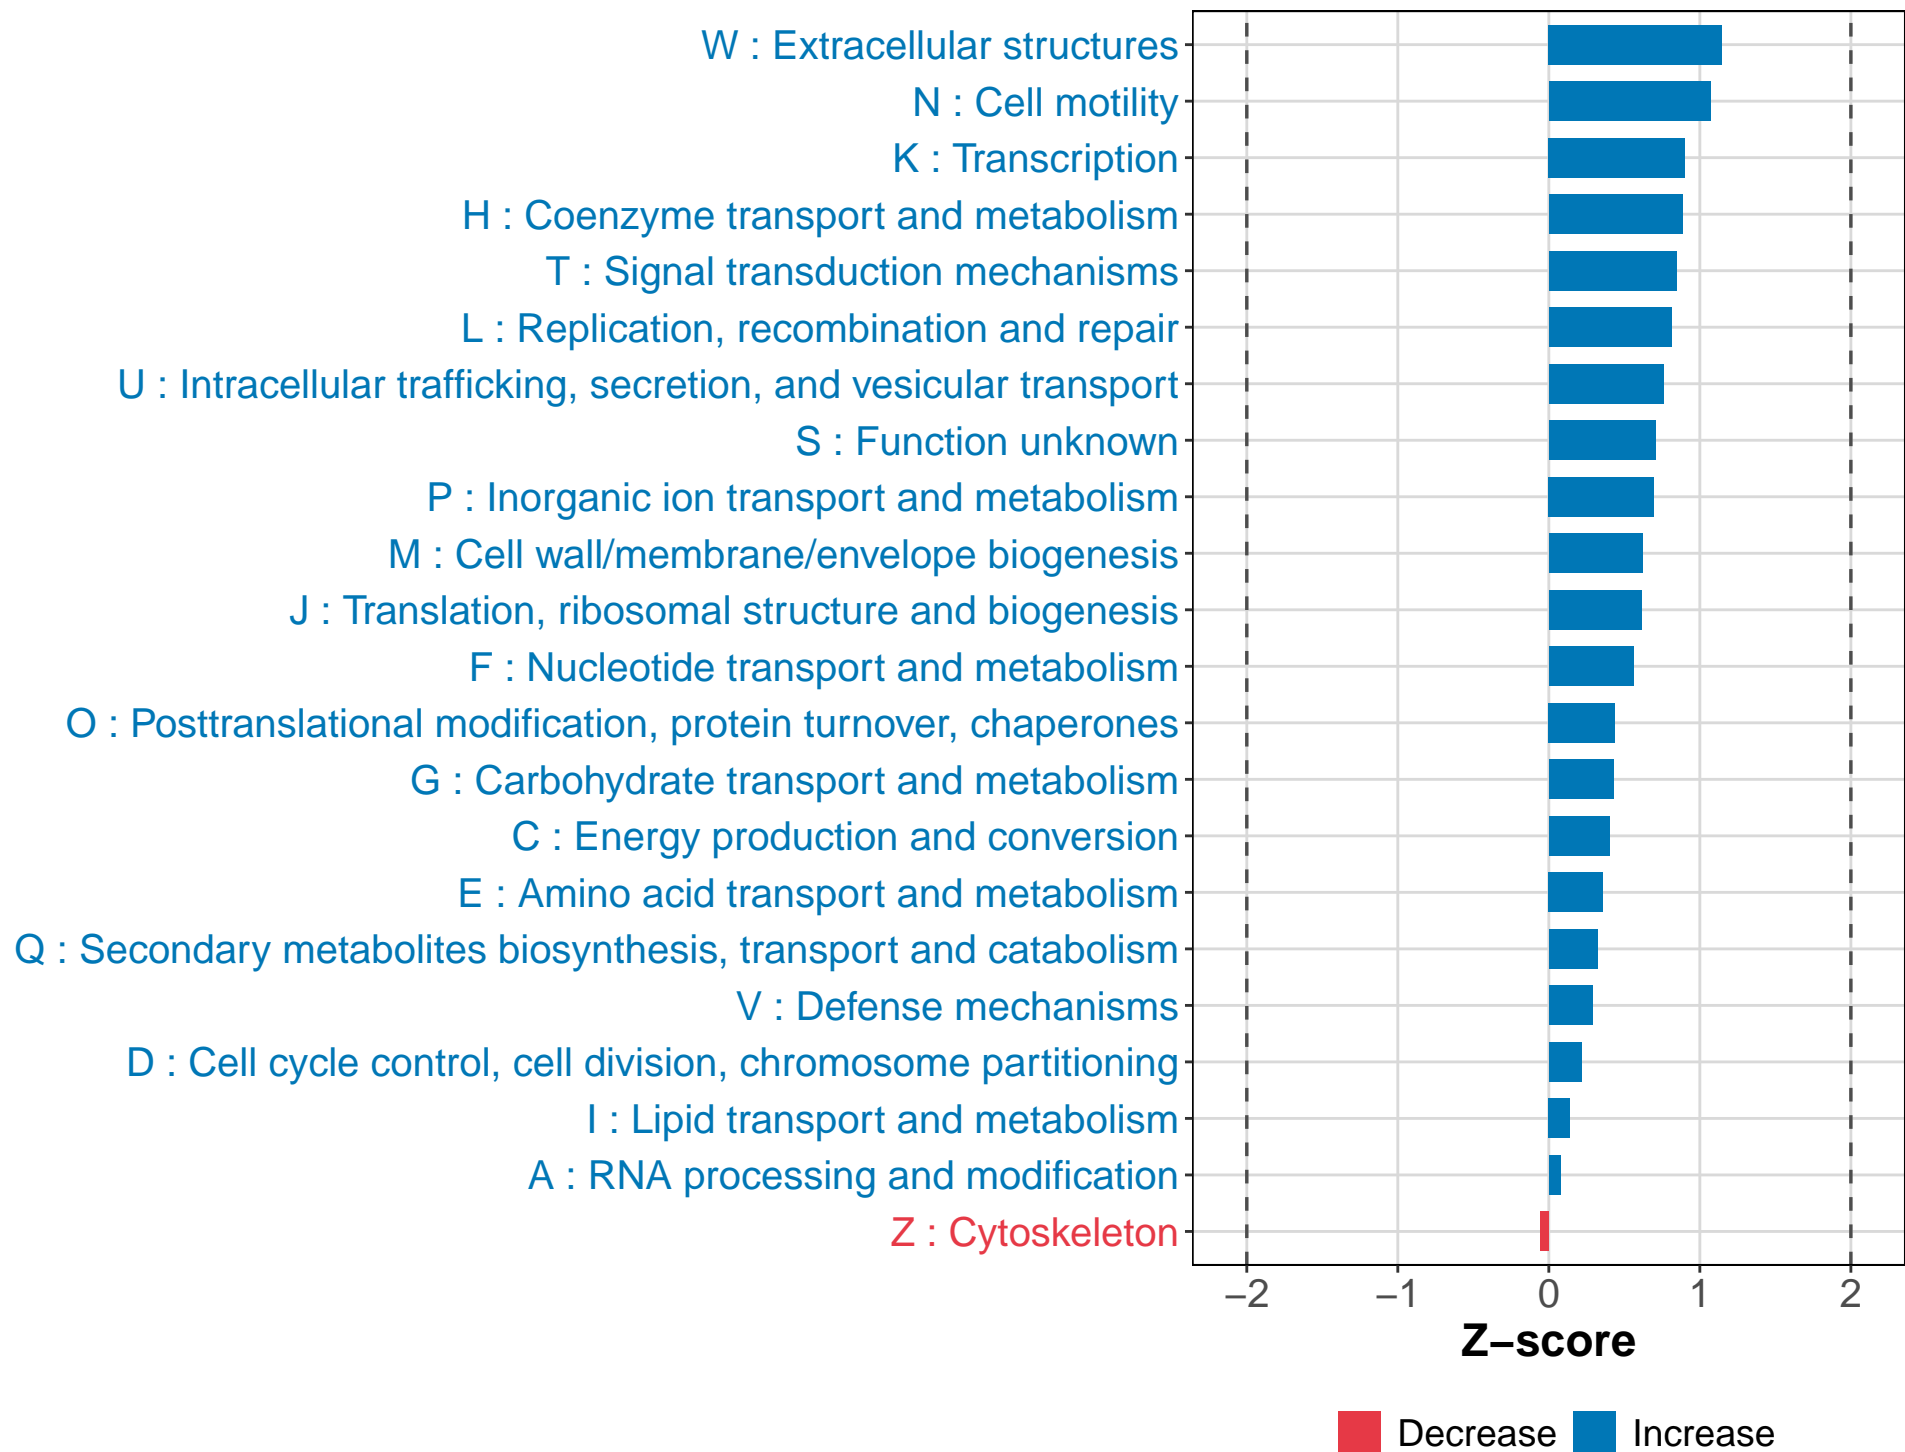 W : Extracellular structures
N : Cell motility
K : Transcription
H : Coenzyme transport and metabolism
T : Signal transduction mechanisms
L : Replication, recombination and repair
U : Intracellular trafficking, secretion, and vesicular transport
S : Function unknown
P : Inorganic ion transport and metabolism
M : Cell wall/membrane/envelope biogenesis
J : Translation, ribosomal structure and biogenesis
F : Nucleotide transport and metabolism
O : Posttranslational modification, protein turnover, chaperones
G : Carbohydrate transport and metabolism
C : Energy production and conversion
E : Amino acid transport and metabolism
Q : Secondary metabolites biosynthesis, transport and catabolism
V : Defense mechanisms
D : Cell cycle control, cell division, chromosome partitioning
I : Lipid transport and metabolism
A : RNA processing and modification
Z : Cytoskeleton
−2 −1 0 1 2
Z−score
Decrease Increase